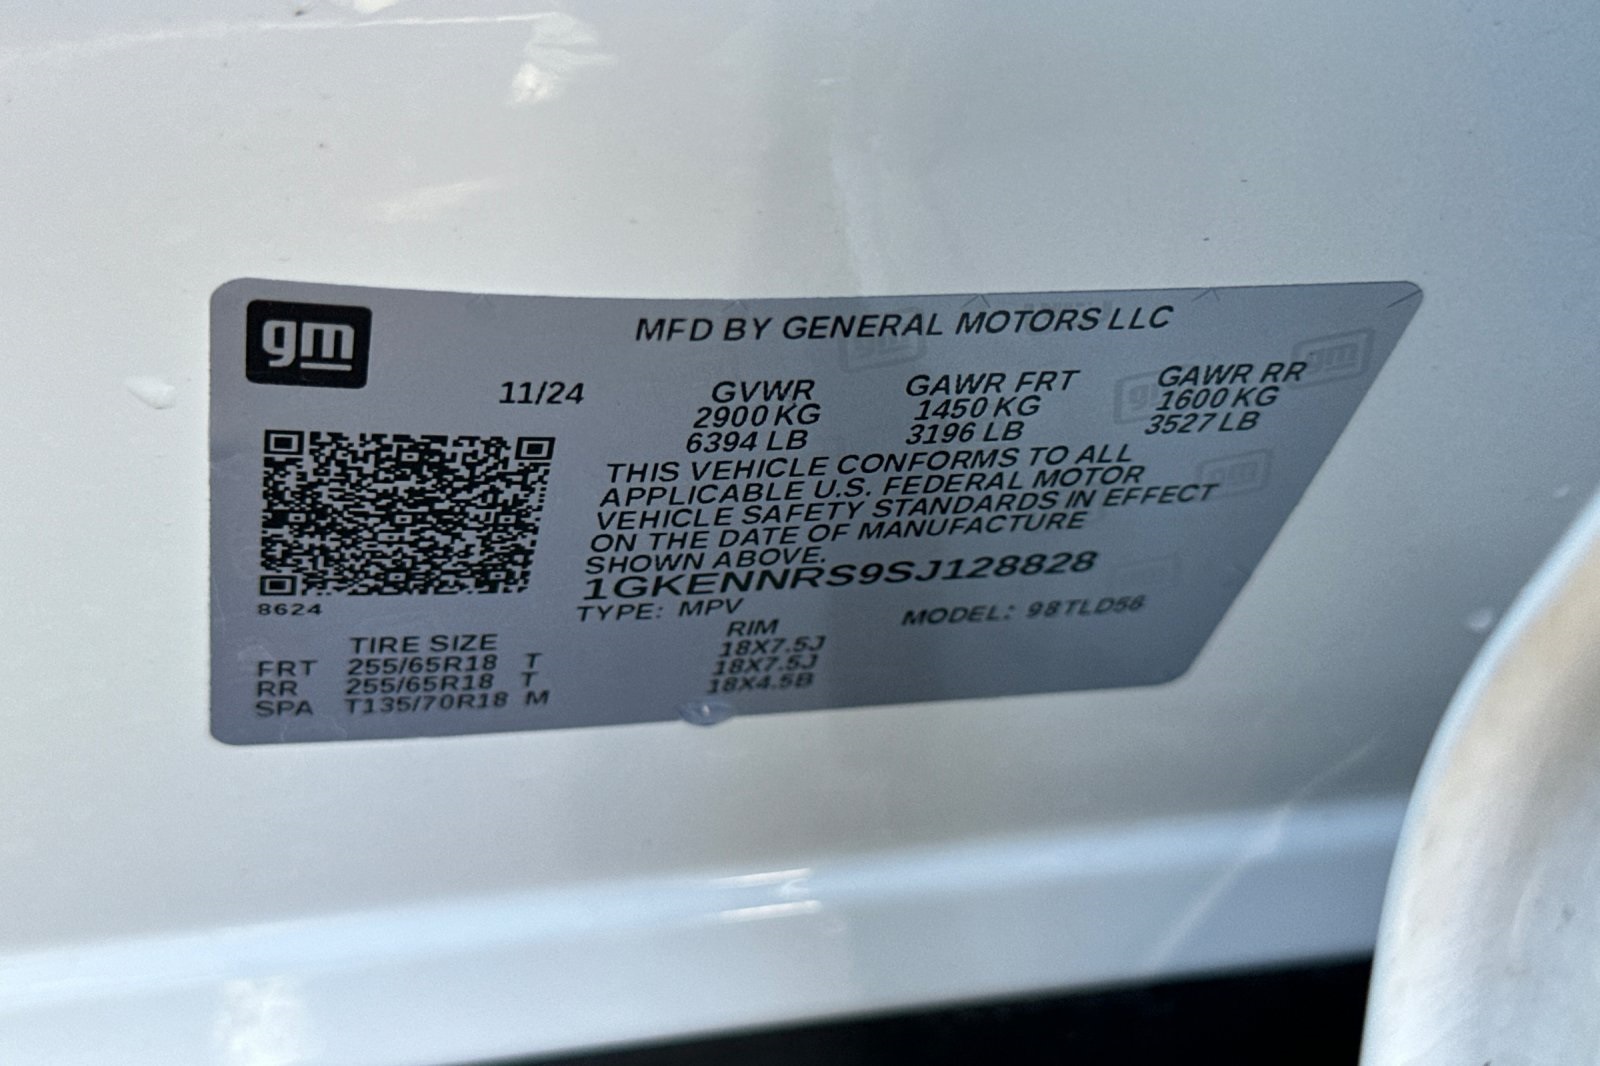 gm
MFD BY GENERAL MOTORS LLC
11/24 GVWR GAWR FRT GAWR RR
2900 KG 1450 KG 1600 KG
6394 LB 3196 LB 3527 LB
THIS VEHICLE CONFORMS TO ALL
APPLICABLE U.S. FEDERAL MOTOR
VEHICLE SAFETY STANDARDS IN EFFECT
ON THE DATE OF MANUFACTURE
SHOWN ABOVE.
1GKENNRS9SJ128828
8624
TYPE: MPV MODEL: 98TLD56
TIRE SIZE RIM
FRT 255/65R18 T 18X7.5J
RR 255/65R18 T 18X7.5J
SPA T135/70R18 M 18X4.5B